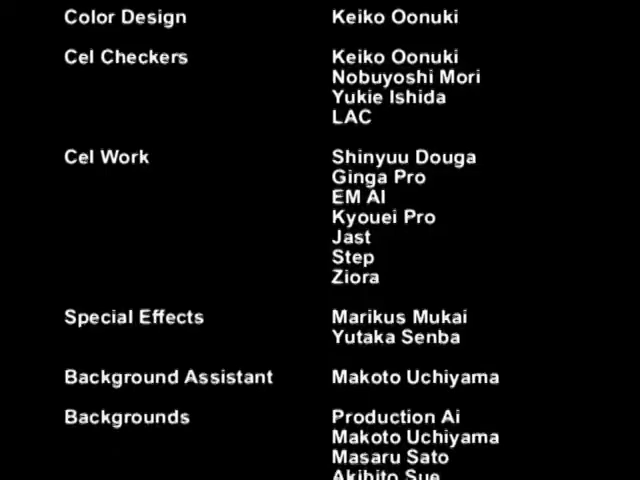 Color Design Keiko Oonuki
Cel Checkers Keiko Oonuki
Nobuyoshi Mori
Yukie Ishida
LAC
Cel Work Shinyuu Douga
Ginga Pro
EM AI
Kyouei Pro
Jast
Step
Ziora
Special Effects Marikus Mukai
Yutaka Senba
Background Assistant Makoto Uchiyama
Backgrounds Production Ai
Makoto Uchiyama
Masaru Sato
Akihito Sue